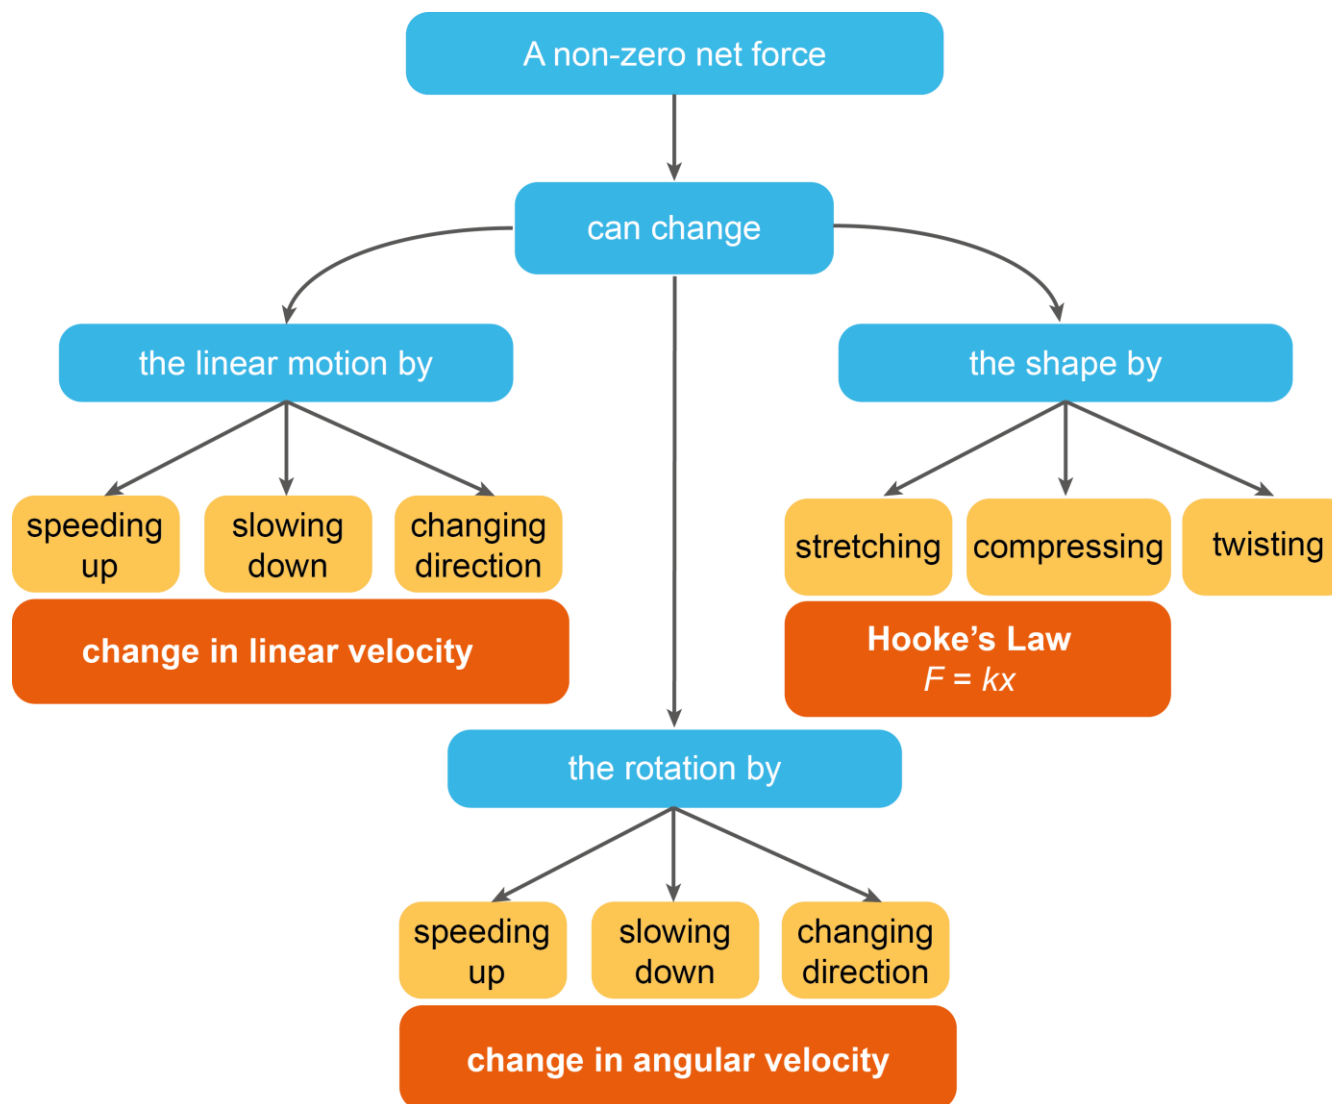 A non-zero net force
can change
the linear motion by
speeding
up
slowing
down
changing
direction
change in linear velocity
the shape by
stretching
compressing
twisting
Hooke’s Law
F = kx
the rotation by
speeding
up
slowing
down
changing
direction
change in angular velocity